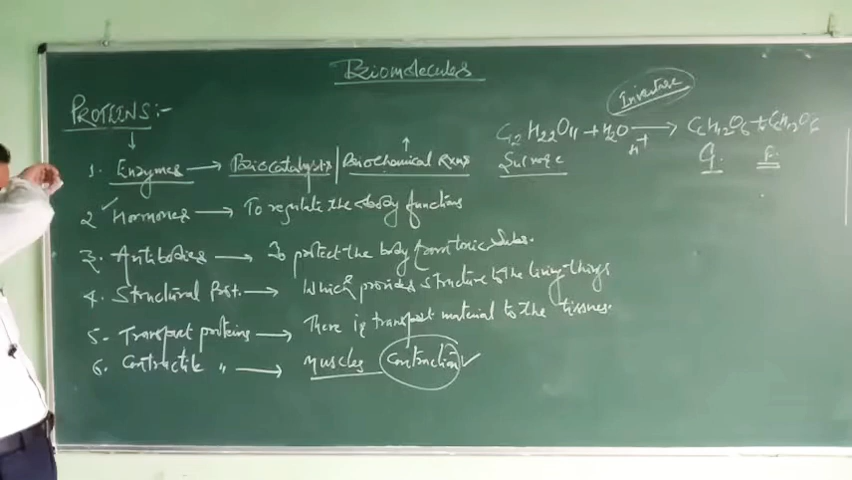 Biomolecules
PROTEINS:-
1. Enzymes → Biocatalysts | Biochemical Rxns ↑
2 ✓ Hormones → To regulate the body functions
3. Antibodies → To protect the body from toxic subs.
4. Structural Prot. → Which provides structure to the living things
5. Transport proteins → There is transport material to the tissues.
6. Contractile " → Muscles Contraction ✓
Invertase
C12H22O11 + H2O → C6H12O6 + C6H12O6
H+
Sucrose G. F.